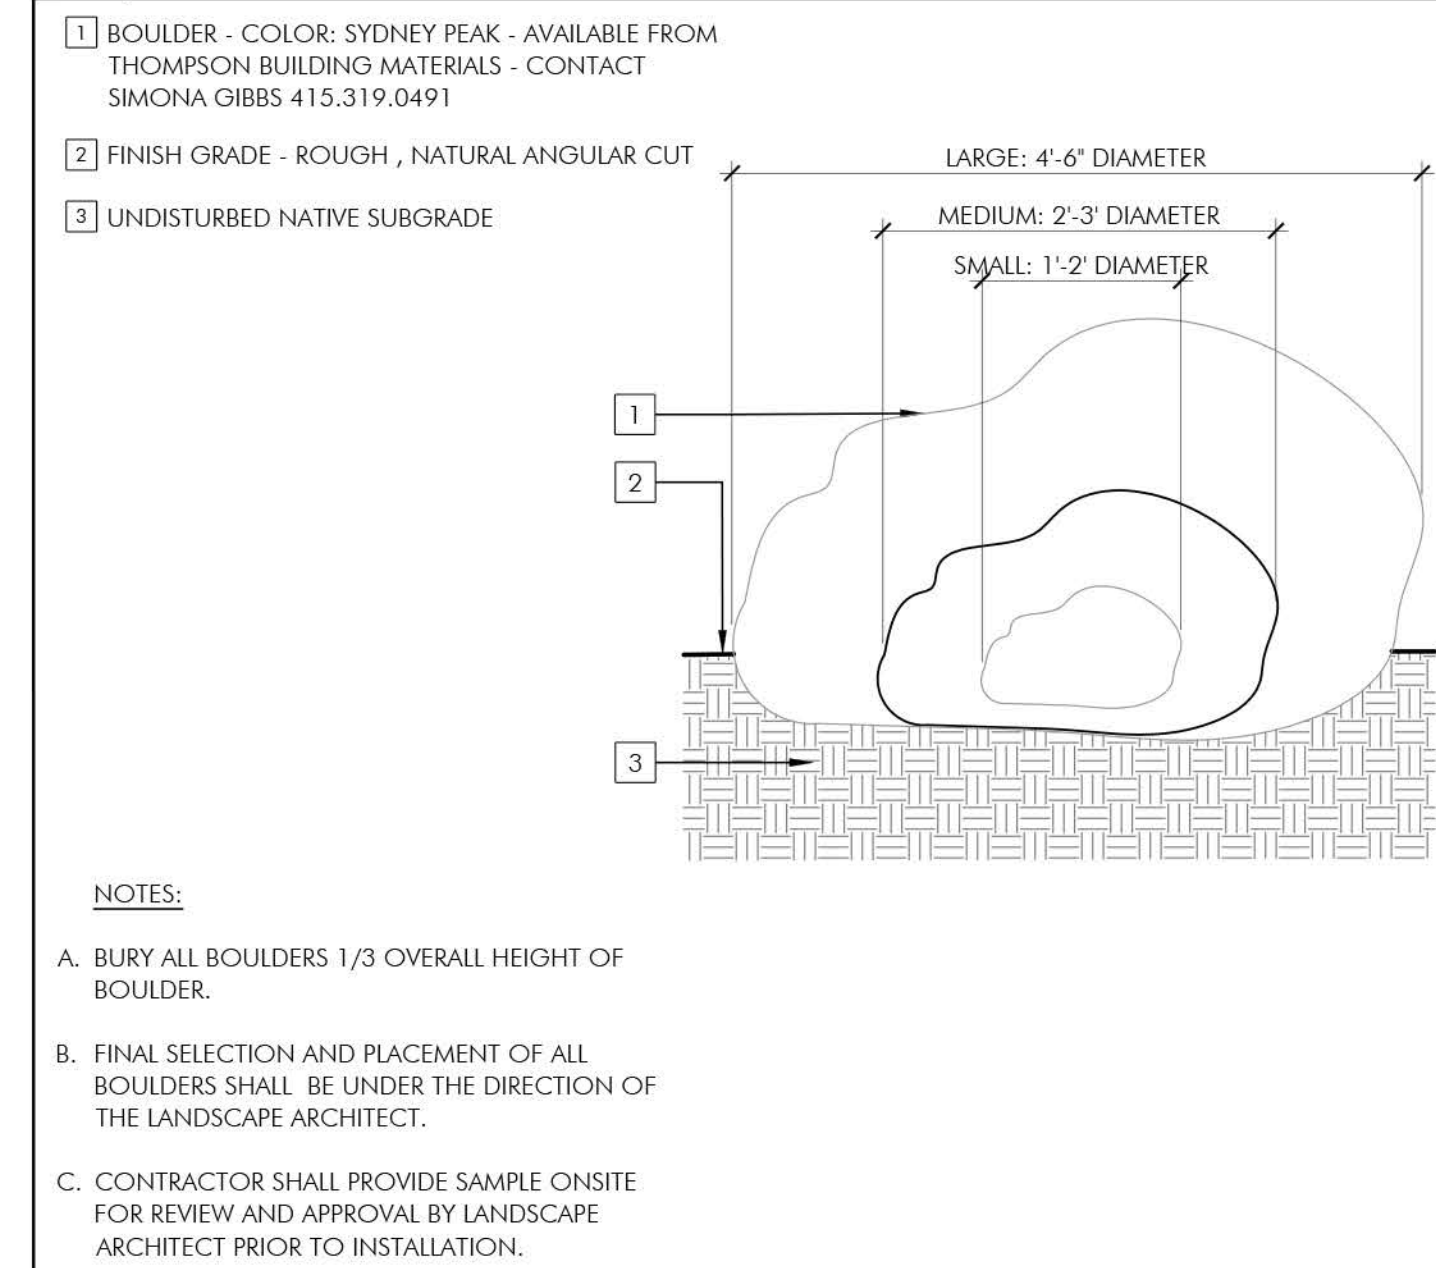 1 BOULDER - COLOR: SYDNEY PEAK - AVAILABLE FROM
THOMPSON BUILDING MATERIALS - CONTACT
SIMONA GIBBS 415.319.0491
2 FINISH GRADE - ROUGH , NATURAL ANGULAR CUT
3 UNDISTURBED NATIVE SUBGRADE
LARGE: 4'-6" DIAMETER
MEDIUM: 2'-3' DIAMETER
SMALL: 1'-2' DIAMETER
1
2
3
NOTES:
A. BURY ALL BOULDERS 1/3 OVERALL HEIGHT OF
BOULDER.
B. FINAL SELECTION AND PLACEMENT OF ALL
BOULDERS SHALL BE UNDER THE DIRECTION OF
THE LANDSCAPE ARCHITECT.
C. CONTRACTOR SHALL PROVIDE SAMPLE ONSITE
FOR REVIEW AND APPROVAL BY LANDSCAPE
ARCHITECT PRIOR TO INSTALLATION.